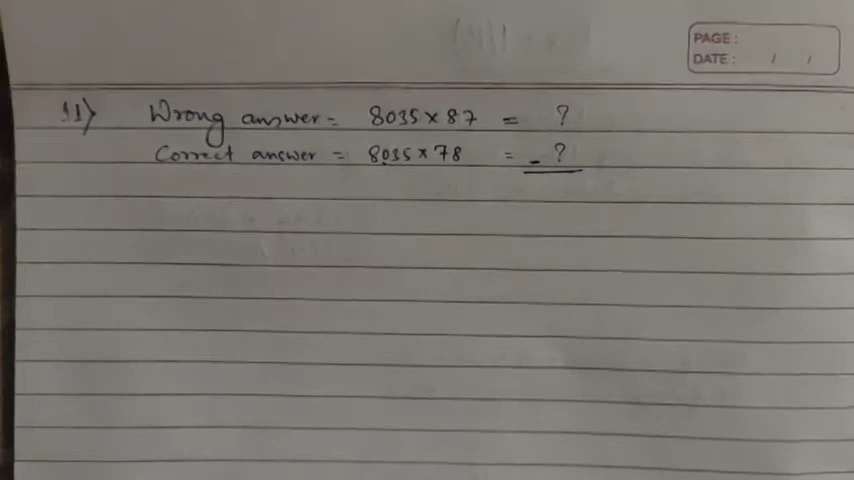 PAGE :
DATE : / /
11) Wrong answer = 8035 × 87 = ?
Correct answer = 8035 × 78 = - ?